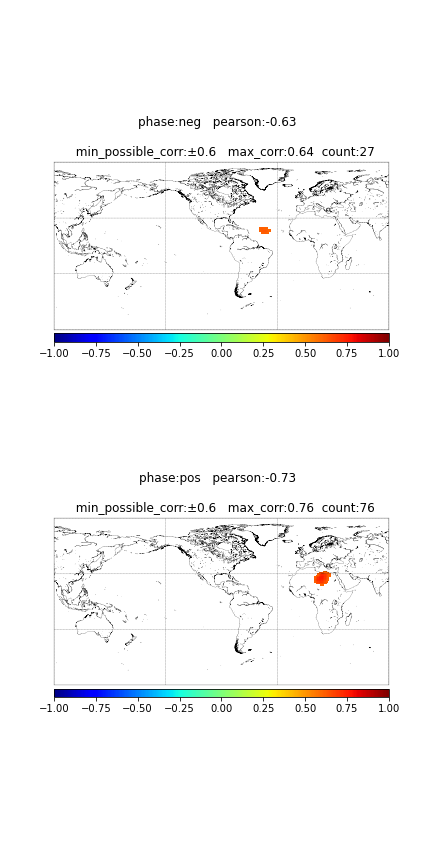 phase:neg   pearson:-0.63
min_possible_corr:±0.6   max_corr:0.64  count:27
−1.00 −0.75 −0.50 −0.25 0.00 0.25 0.50 0.75 1.00
phase:pos   pearson:-0.73
min_possible_corr:±0.6   max_corr:0.76  count:76
−1.00 −0.75 −0.50 −0.25 0.00 0.25 0.50 0.75 1.00